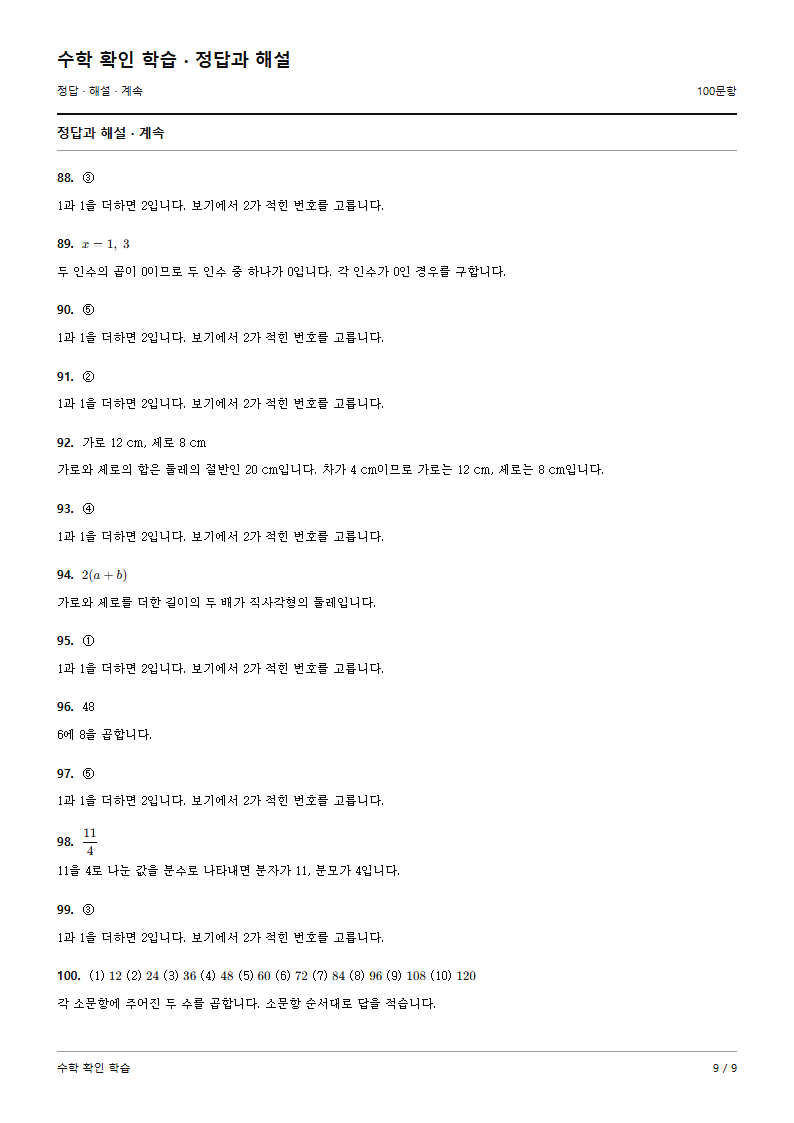 수학 확인 학습 · 정답과 해설
정답 · 해설 · 계속 100문항
정답과 해설 · 계속
88. ③
1과 1을 더하면 2입니다. 보기에서 2가 적힌 번호를 고릅니다.
89. x = 1, 3
두 인수의 곱이 0이므로 두 인수 중 하나가 0입니다. 각 인수가 0인 경우를 구합니다.
90. ⑤
1과 1을 더하면 2입니다. 보기에서 2가 적힌 번호를 고릅니다.
91. ②
1과 1을 더하면 2입니다. 보기에서 2가 적힌 번호를 고릅니다.
92. 가로 12 cm, 세로 8 cm
가로와 세로의 합은 둘레의 절반인 20 cm입니다. 차가 4 cm이므로 가로는 12 cm, 세로는 8 cm입니다.
93. ④
1과 1을 더하면 2입니다. 보기에서 2가 적힌 번호를 고릅니다.
94. 2(a + b)
가로와 세로를 더한 길이의 두 배가 직사각형의 둘레입니다.
95. ①
1과 1을 더하면 2입니다. 보기에서 2가 적힌 번호를 고릅니다.
96. 48
6에 8을 곱합니다.
97. ⑤
1과 1을 더하면 2입니다. 보기에서 2가 적힌 번호를 고릅니다.
98. 11/4
11을 4로 나눈 값을 분수로 나타내면 분자가 11, 분모가 4입니다.
99. ③
1과 1을 더하면 2입니다. 보기에서 2가 적힌 번호를 고릅니다.
100. (1) 12 (2) 24 (3) 36 (4) 48 (5) 60 (6) 72 (7) 84 (8) 96 (9) 108 (10) 120
각 소문항에 주어진 두 수를 곱합니다. 소문항 순서대로 답을 적습니다.
수학 확인 학습 9 / 9